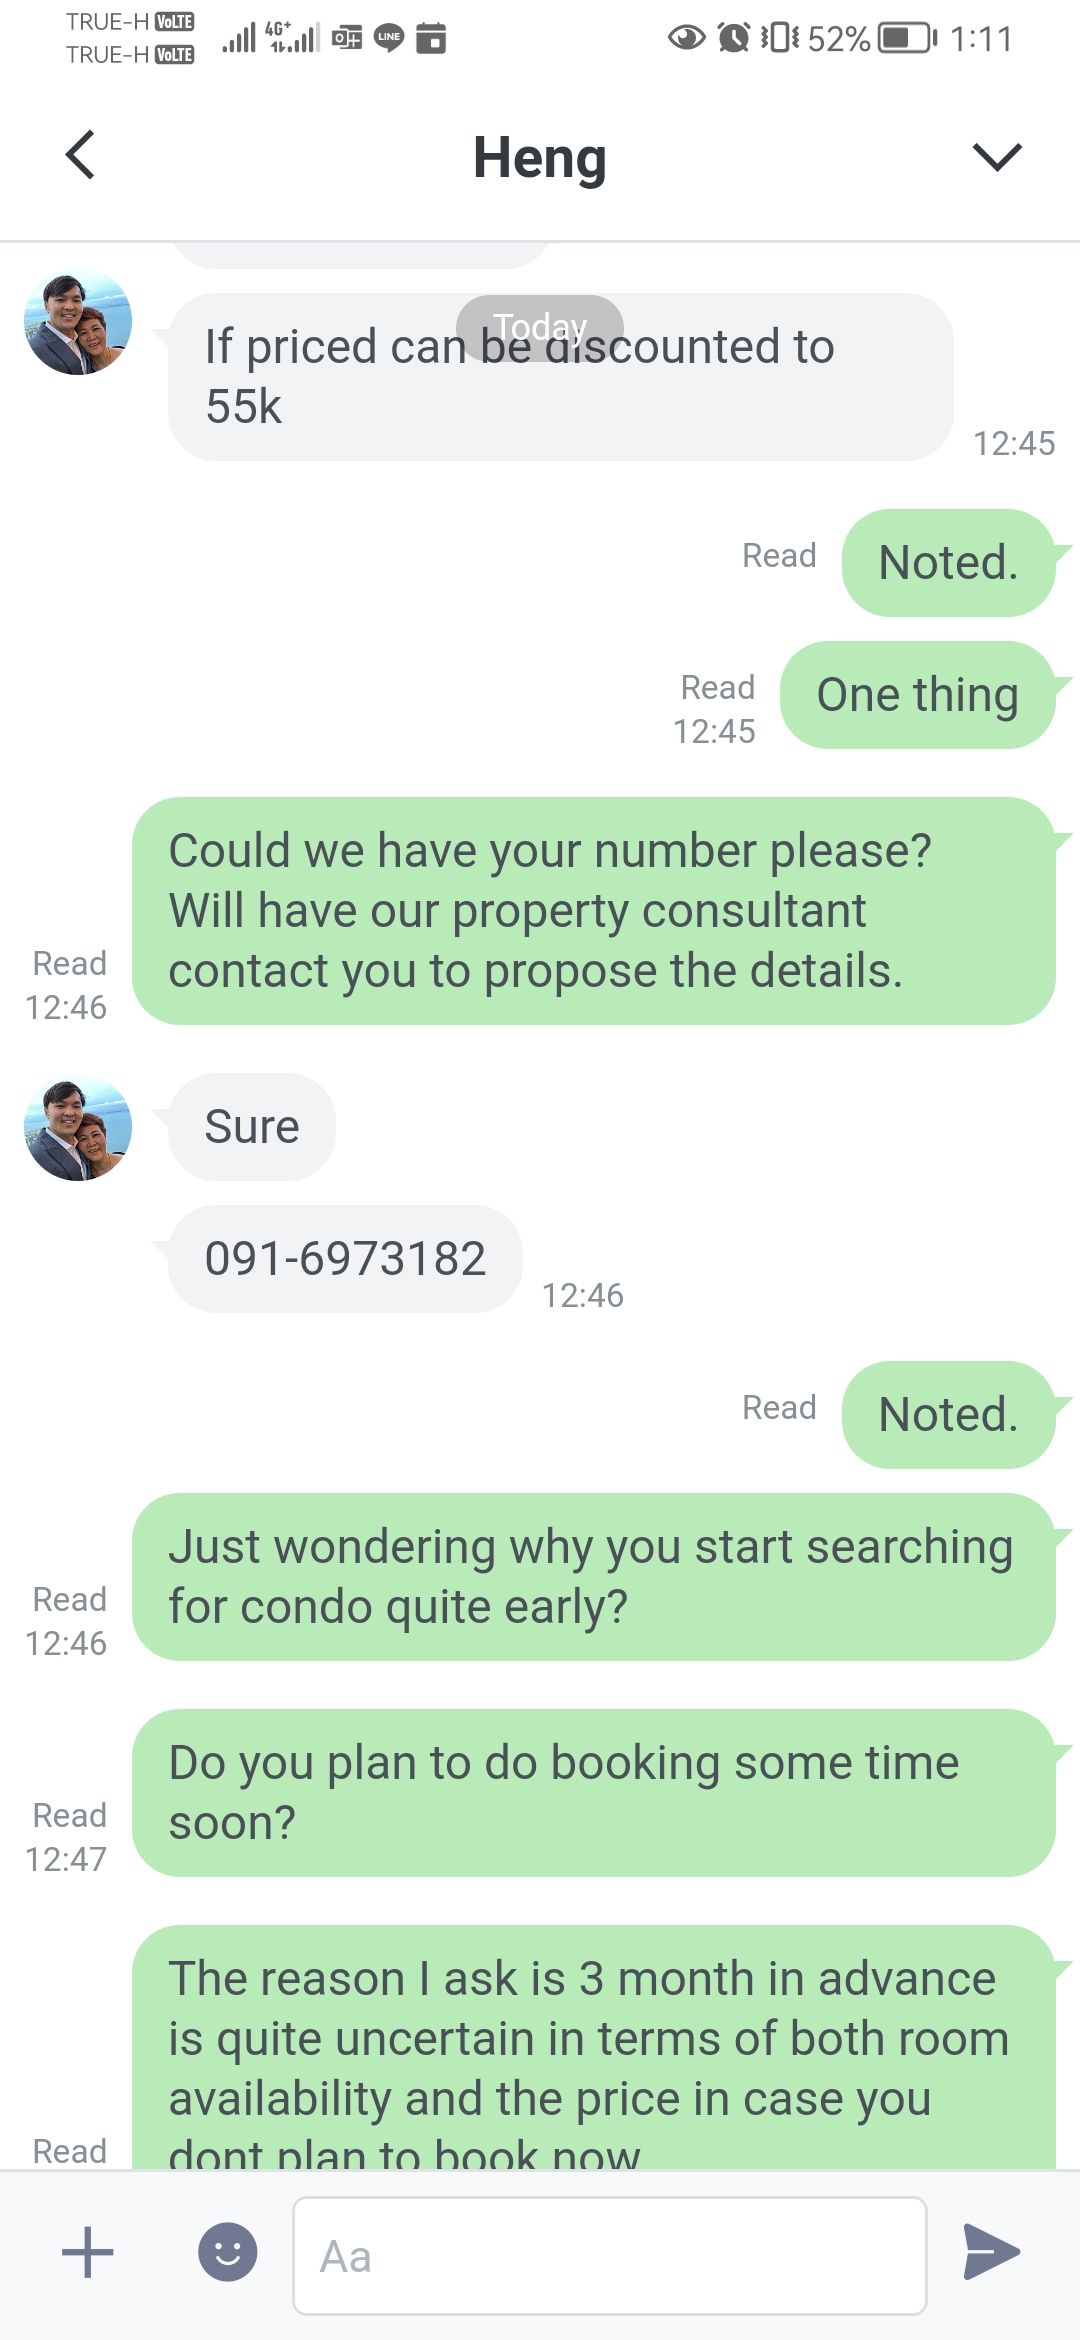 TRUE-H VoLTE
TRUE-H VoLTE
4G+
LINE
52%
1:11
Heng
Today
If priced can be discounted to
55k
12:45
Read
Noted.
Read
12:45
One thing
Could we have your number please?
Will have our property consultant
contact you to propose the details.
Read
12:46
Sure
091-6973182
12:46
Read
Noted.
Just wondering why you start searching
for condo quite early?
Read
12:46
Do you plan to do booking some time
soon?
Read
12:47
The reason I ask is 3 month in advance
is quite uncertain in terms of both room
availability and the price in case you
dont plan to book now
Read
Aa